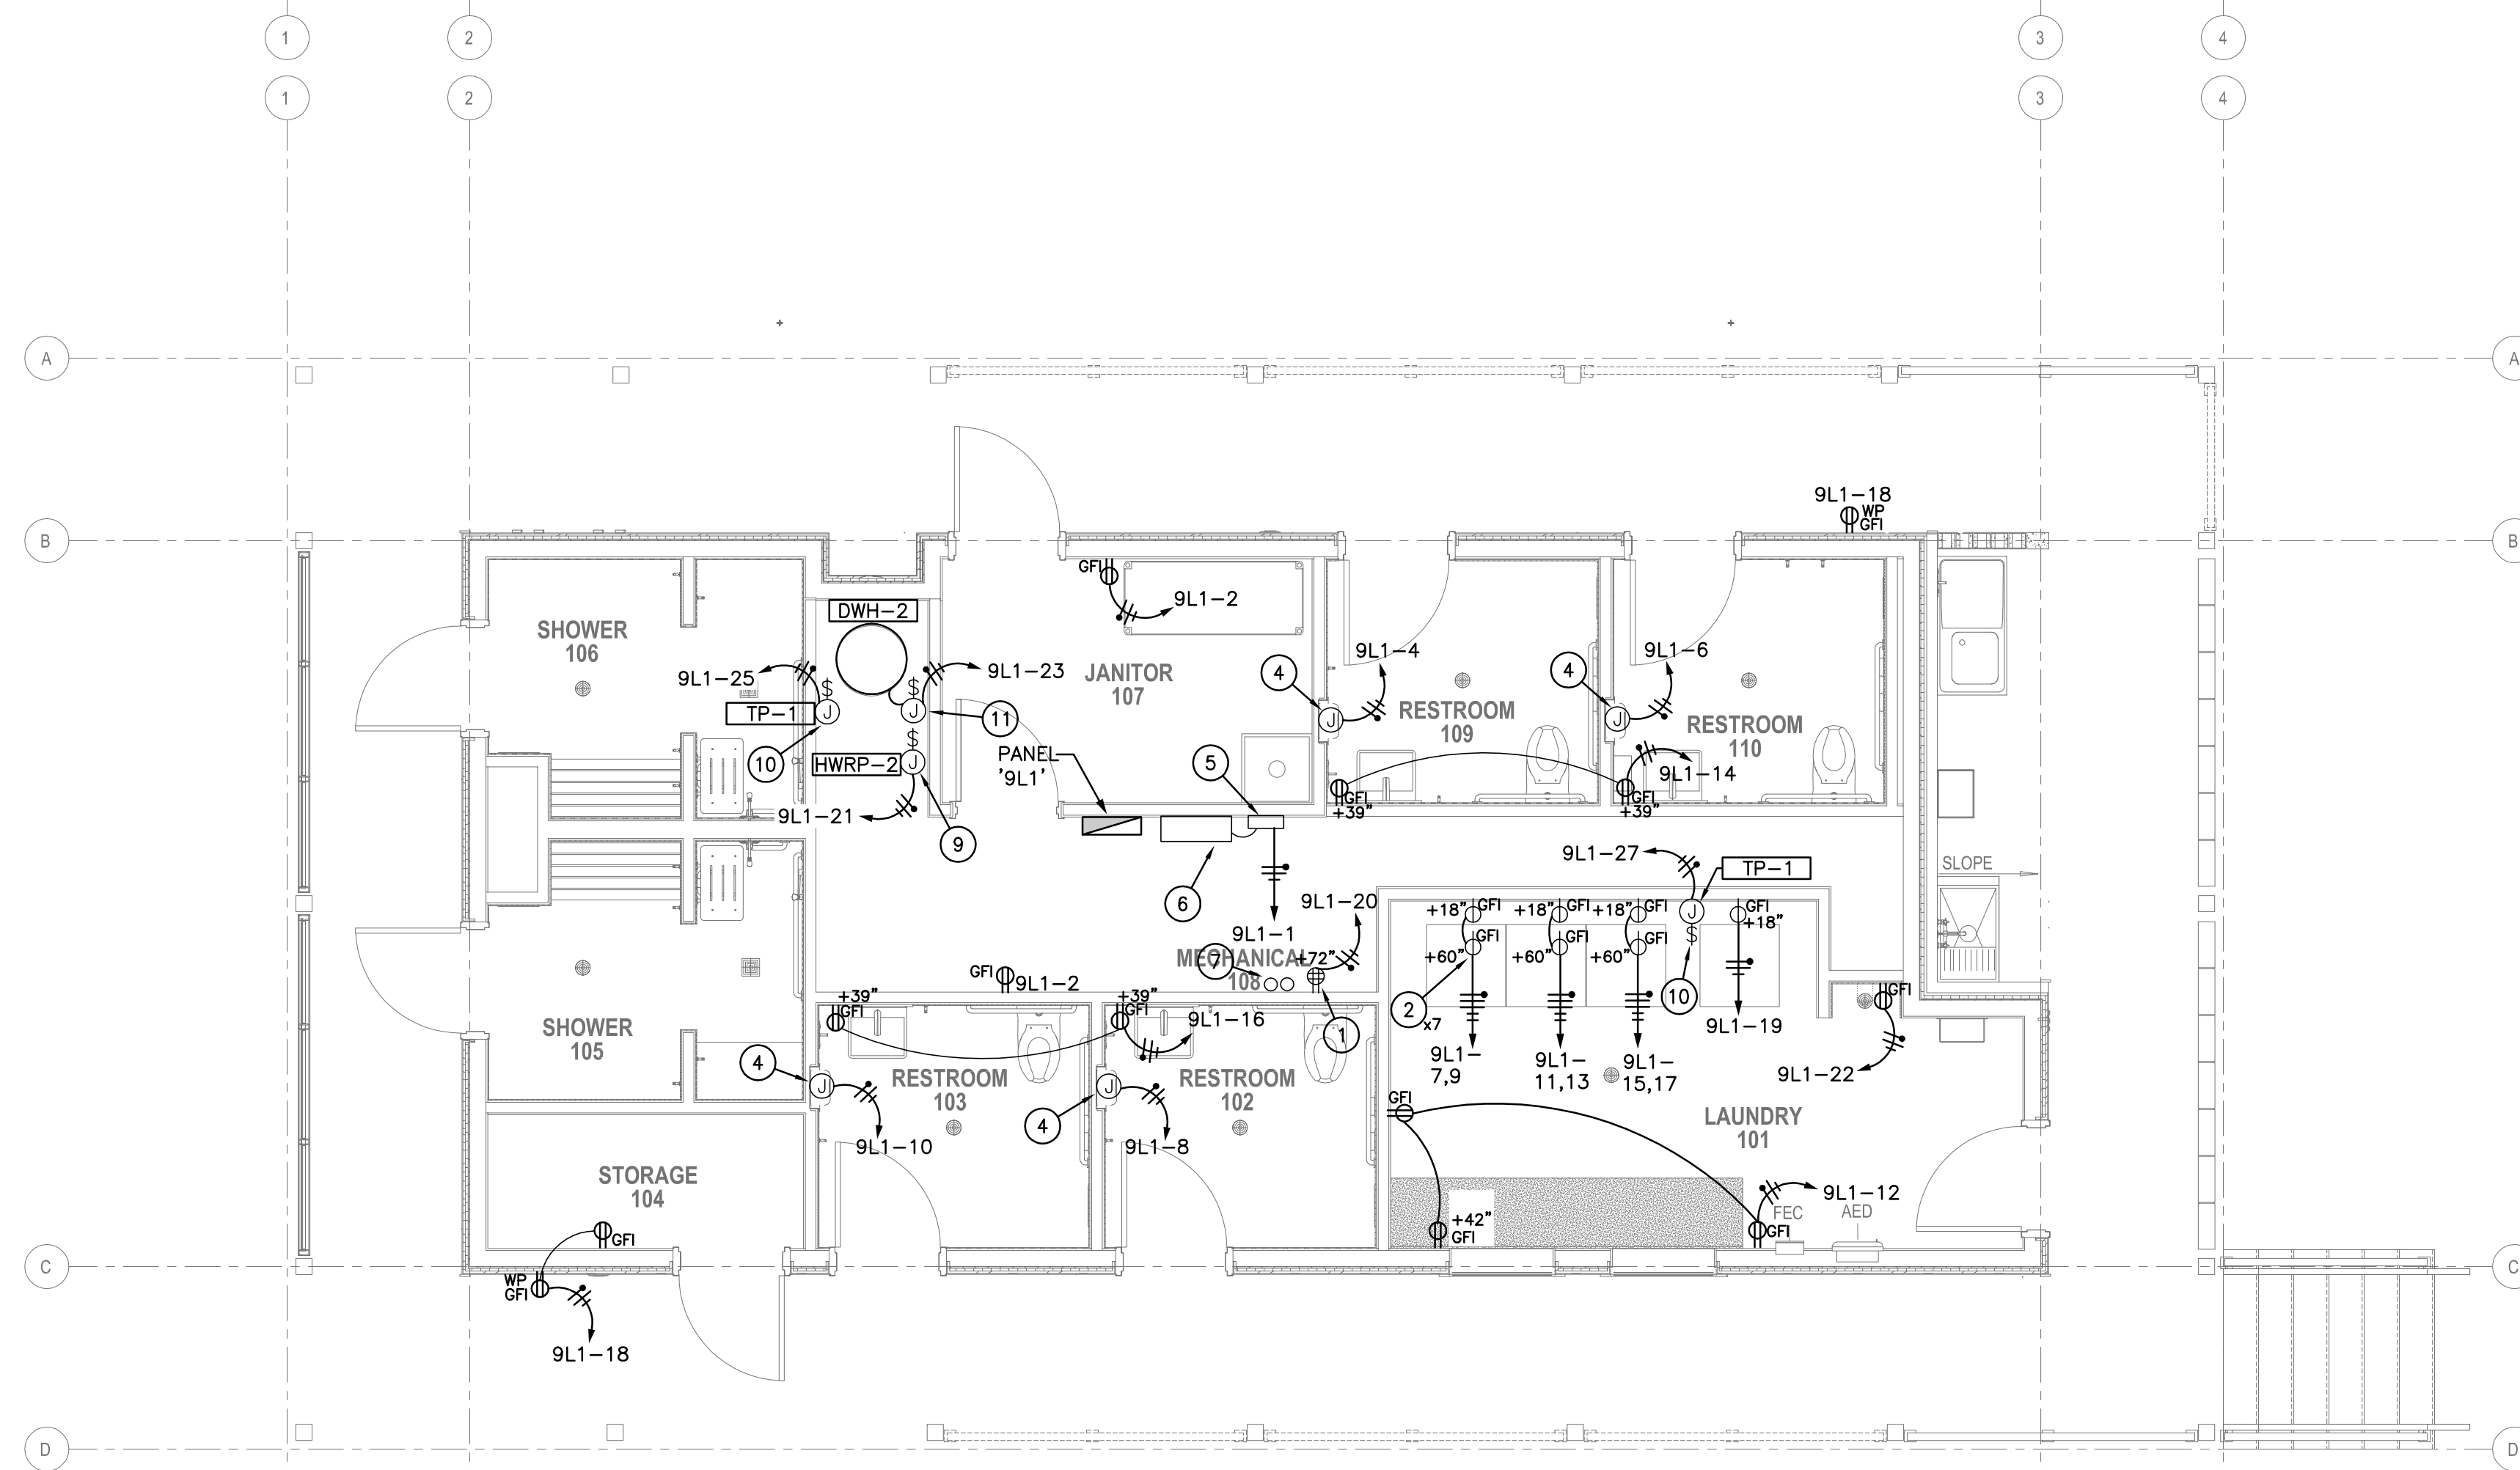 1
2
3
4
1
2
3
4
A
A
9L1-18
WP
GFI
B
B
GFI
9L1-2
DWH-2
SHOWER
106
9L1-25
9L1-23
JANITOR
107
9L1-4
9L1-6
4
4
$
$
J
J
TP-1
11
J
J
RESTROOM
109
RESTROOM
110
10
$
HWRP-2
J
PANEL
'9L1'
5
9L1-14
GFI
+39"
GFI
+39"
9L1-21
9
9L1-27
TP-1
SLOPE
6
9L1-20
9L1-1
+18"
GFI
+18"
GFI
+18"
GFI
J
$
GFI
+18"
MECHANICAL
108
7
+72"
+60"
GFI
+60"
GFI
+60"
GFI
GFI
9L1-2
10
GFI
2
x7
+39"
GFI
+39"
GFI
9L1-16
1
9L1-19
SHOWER
105
9L1-
7,9
9L1-
11,13
9L1-
15,17
9L1-22
4
J
RESTROOM
103
J
RESTROOM
102
4
GFI
LAUNDRY
101
9L1-10
9L1-8
STORAGE
104
9L1-12
FEC
AED
GFI
+42"
GFI
GFI
C
C
WP
GFI
9L1-18
D
D